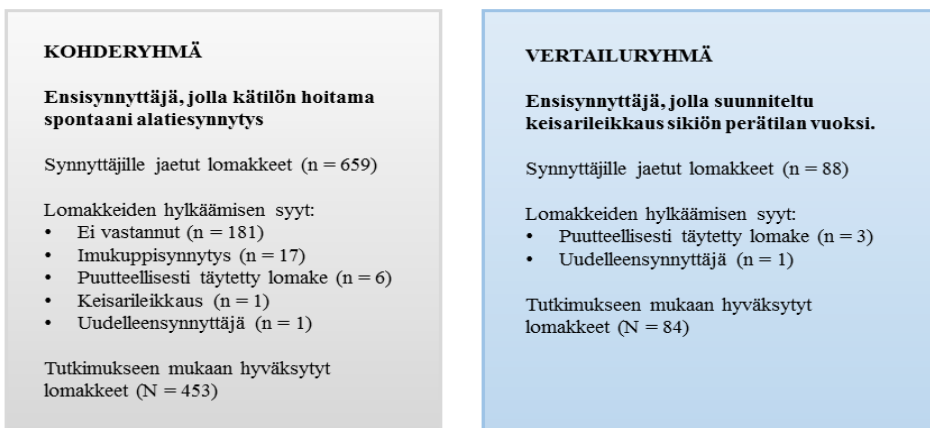 KOHDERYHMÄ
Ensisynnyttäjä, jolla kätilön hoitama
spontaani alatiesynnytys
Synnyttäjille jaetut lomakkeet (n = 659)
Lomakkeiden hylkäämisen syyt:
• Ei vastannut (n = 181)
• Imukuppisynnytys (n = 17)
• Puutteellisesti täytetty lomake (n = 6)
• Keisarileikkaus (n = 1)
• Uudelleensynnyttäjä (n = 1)
Tutkimukseen mukaan hyväksytyt
lomakkeet (N = 453)
VERTAILURYHMÄ
Ensisynnyttäjä, jolla suunniteltu
keisarileikkaus sikiön perätilan vuoksi.
Synnyttäjille jaetut lomakkeet (n = 88)
Lomakkeiden hylkäämisen syyt:
• Puutteellisesti täytetty lomake (n = 3)
• Uudelleensynnyttäjä (n = 1)
Tutkimukseen mukaan hyväksytyt
lomakkeet (N = 84)